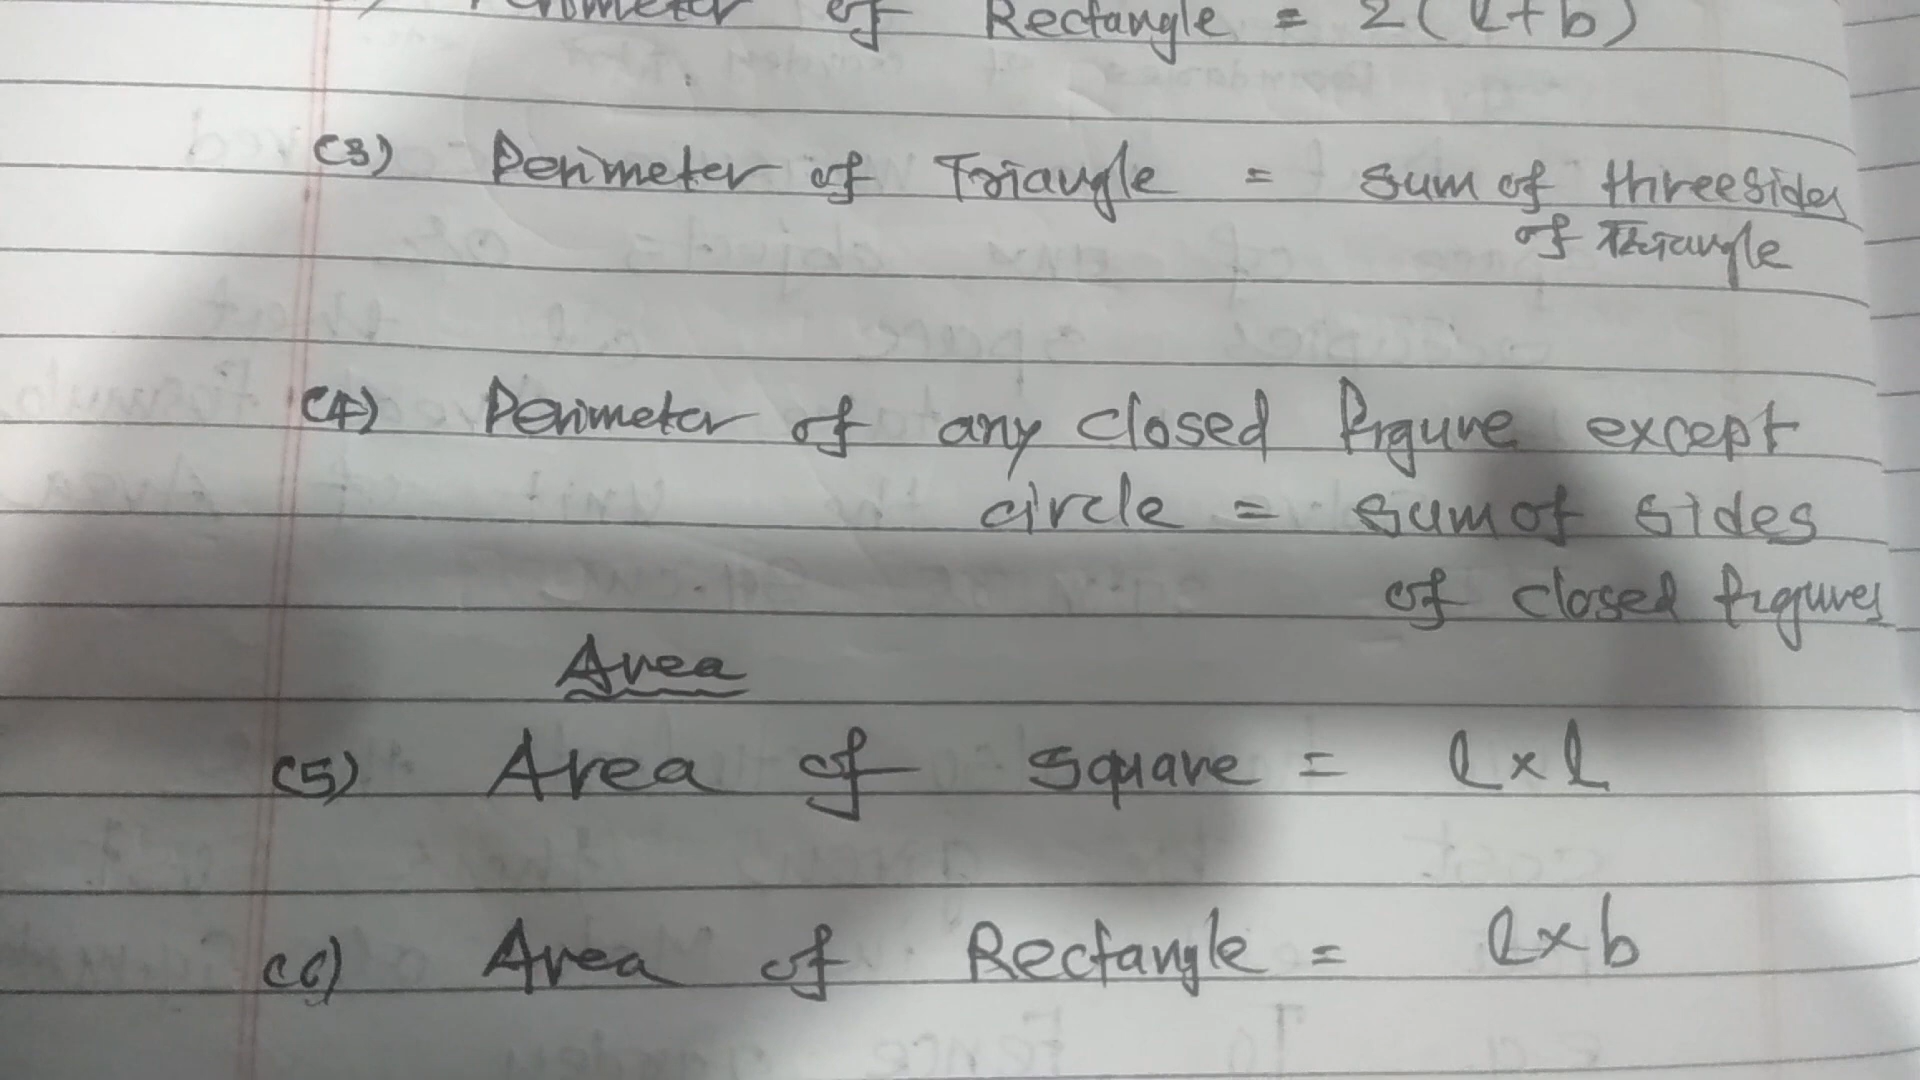 Perimeter of Rectangle = 2(l+b)
(3) Perimeter of Triangle = sum of three sides
of Triangle
(4) Perimeter of any closed figure except
circle = sum of sides
of closed figures
Area
(5) Area of square = l x l
(6) Area of Rectangle = l x b